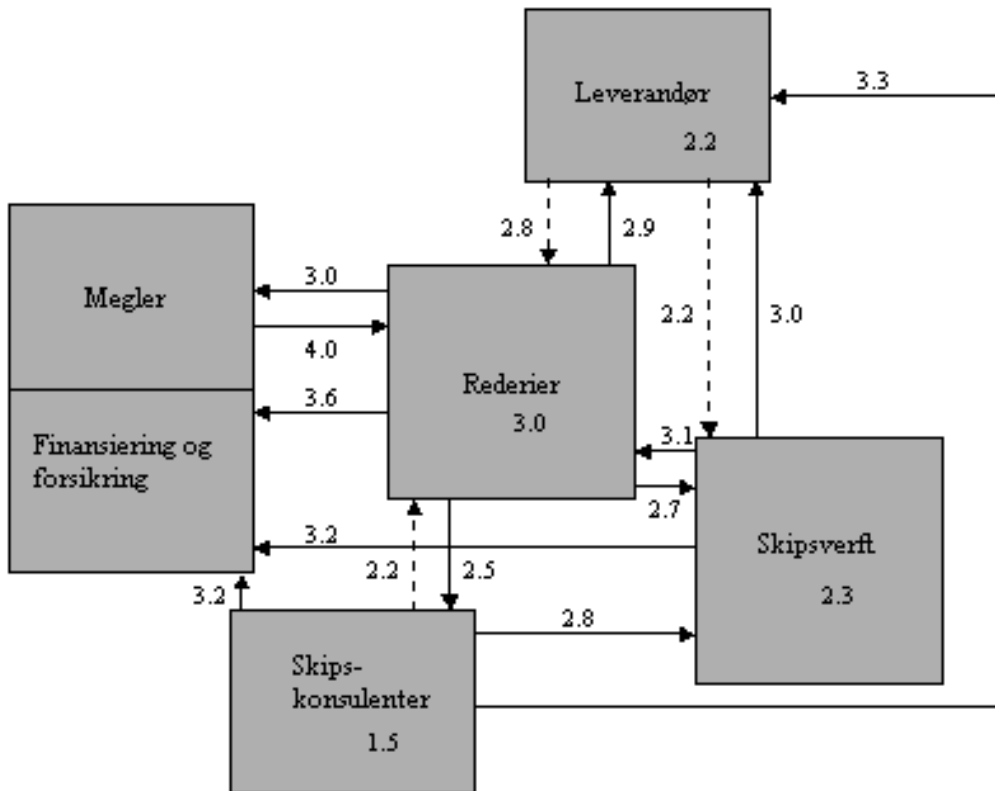 Leverandør
2.2
3.3
2.8
2.9
Megler
3.0
4.0
2.2
3.0
Rederier
3.0
3.6
Finansiering og
forsikring
3.1
2.7
3.2
Skipsverft
2.3
3.2
2.2
2.5
2.8
Skips-
konsulenter
1.5